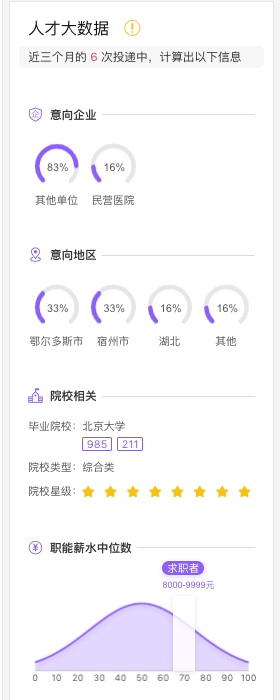 人才大数据
近三个月的 6 次投递中，计算出以下信息
意向企业
83% 16%
其他单位 民营医院
意向地区
33% 33% 16% 16%
鄂尔多斯市 宿州市 湖北 其他
院校相关
毕业院校：北京大学
985 211
院校类型：综合类
院校星级：
职能薪水中位数
求职者
8000-9999元
0 10 20 30 40 50 60 70 80 90 100